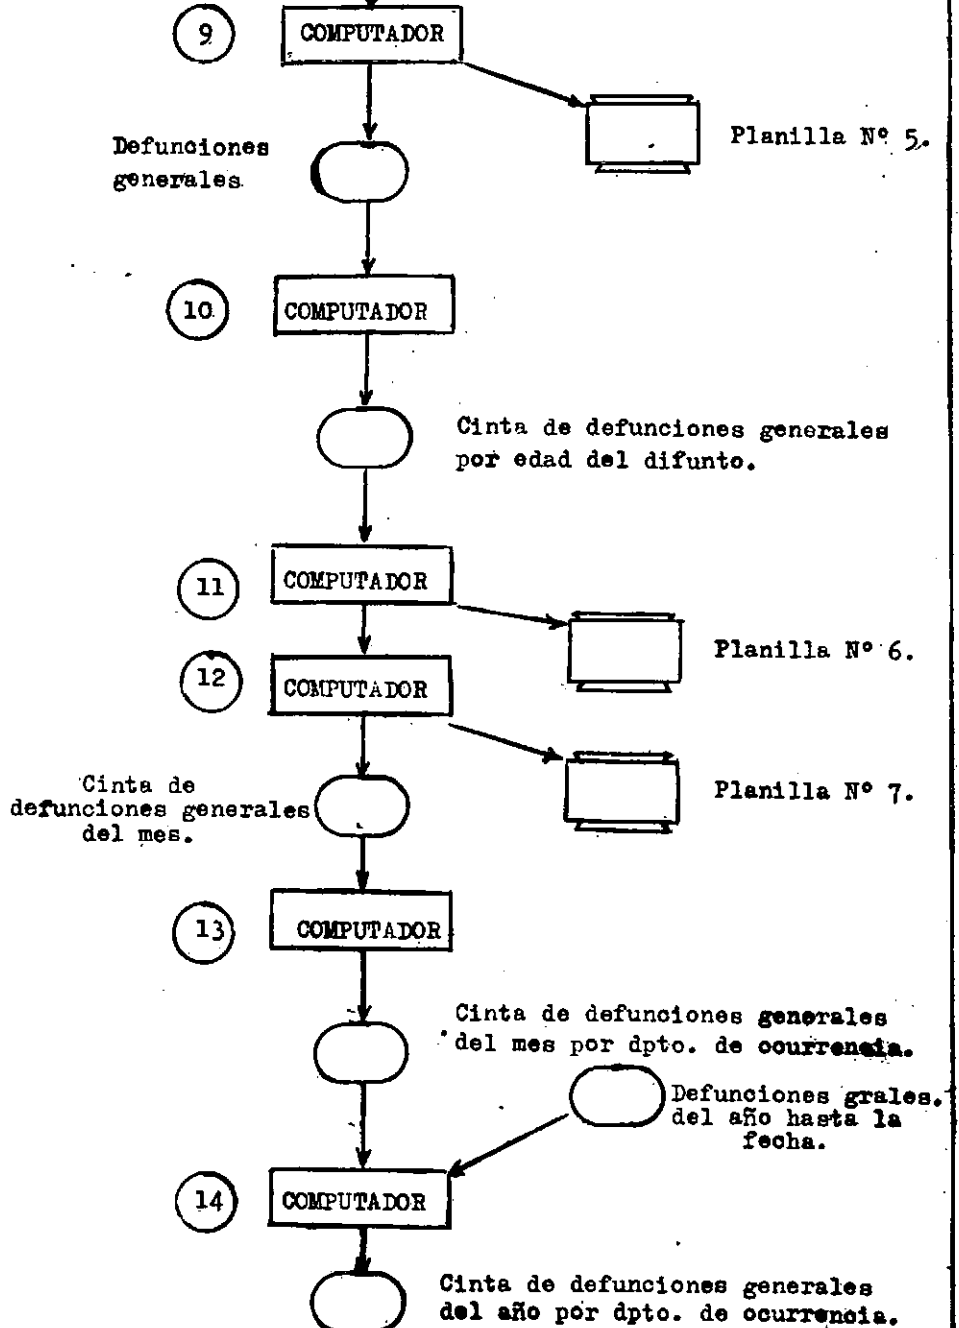 9
COMPUTADOR
Planilla Nº 5.
Defunciones
generales
10
COMPUTADOR
Cinta de defunciones generales
por edad del difunto.
11
COMPUTADOR
Planilla Nº 6.
12
COMPUTADOR
Planilla Nº 7.
Cinta de
defunciones generales
del mes.
13
COMPUTADOR
Cinta de defunciones generales
del mes por dpto. de ocurrencia.
Defunciones grales.
del año hasta la
fecha.
14
COMPUTADOR
Cinta de defunciones generales
del año por dpto. de ocurrencia.